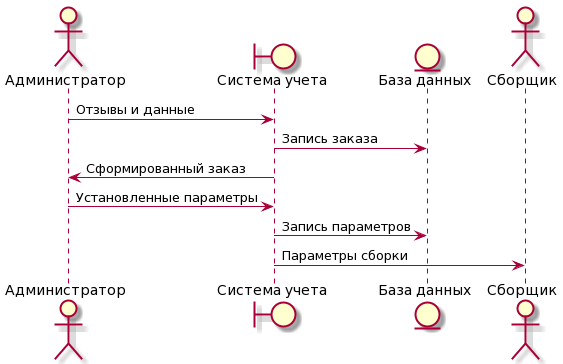 Администратор
Система учета
База данных
Сборщик
Отзывы и данные
Запись заказа
Сформированный заказ
Установленные параметры
Запись параметров
Параметры сборки
Администратор
Система учета
База данных
Сборщик